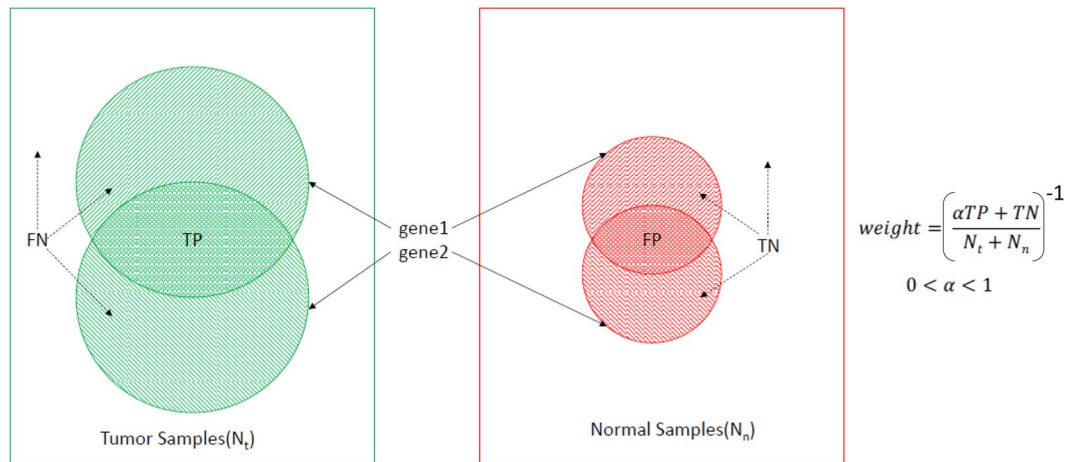 FN
TP
gene1
gene2
FP
TN
Tumor Samples(Nₜ)
Normal Samples(Nₙ)
weight = ( (αTP + TN) / (Nₜ + Nₙ) )⁻¹
0 < α < 1